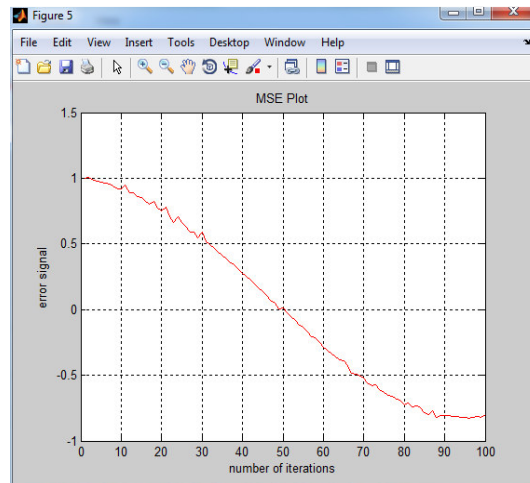 Figure 5
File Edit View Insert Tools Desktop Window Help
MSE Plot
1.5
1
0.5
0
-0.5
-1
error signal
0 10 20 30 40 50 60 70 80 90 100
number of iterations